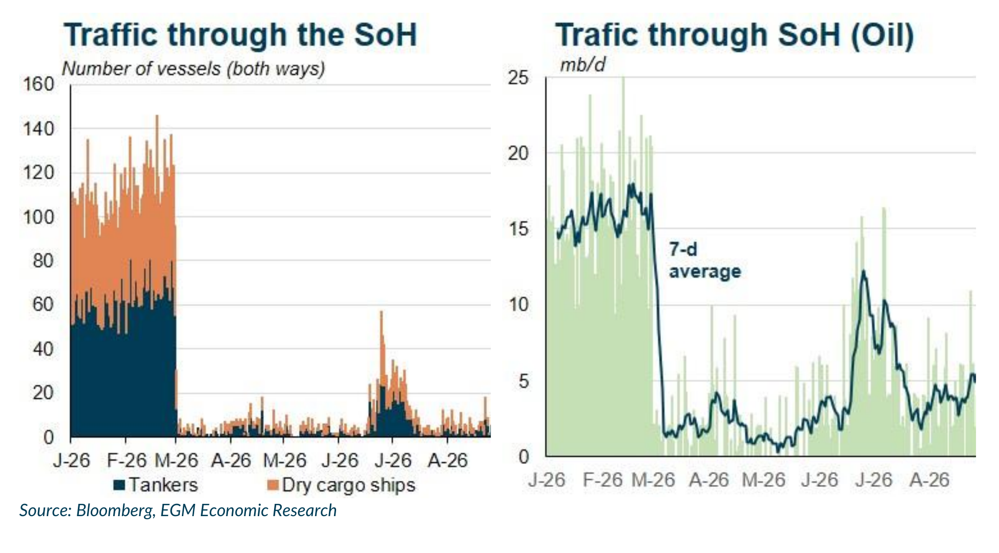 Traffic through the SoH
Number of vessels (both ways)
160
140
120
100
80
60
40
20
0
J-26 F-26 M-26 A-26 M-26 J-26 J-26 A-26
Tankers Dry cargo ships
Trafic through SoH (Oil)
mb/d
25
20
15
10
5
0
7-d
average
J-26 F-26 M-26 A-26 M-26 J-26 J-26 A-26
Source: Bloomberg, EGM Economic Research